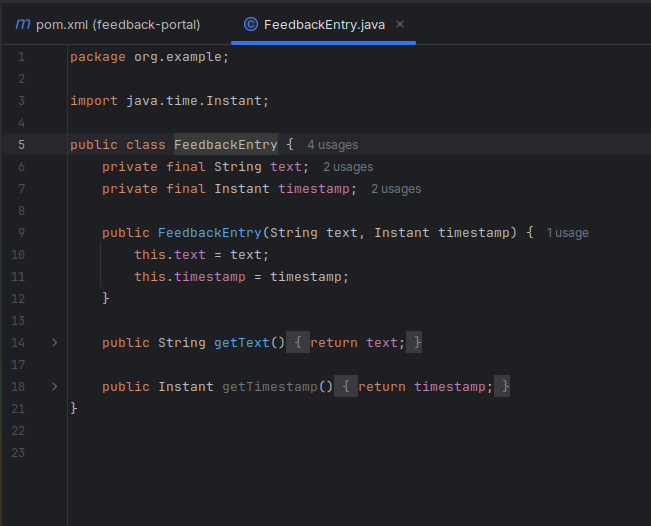 m pom.xml (feedback-portal) © FeedbackEntry.java ×
1 package org.example;
2
3 import java.time.Instant;
4
5 public class FeedbackEntry { 4 usages
6 private final String text; 2 usages
7 private final Instant timestamp; 2 usages
8
9 public FeedbackEntry(String text, Instant timestamp) { 1 usage
10 this.text = text;
11 this.timestamp = timestamp;
12 }
13
14 public String getText() { return text; }
17
18 public Instant getTimestamp() { return timestamp; }
21 }
22
23